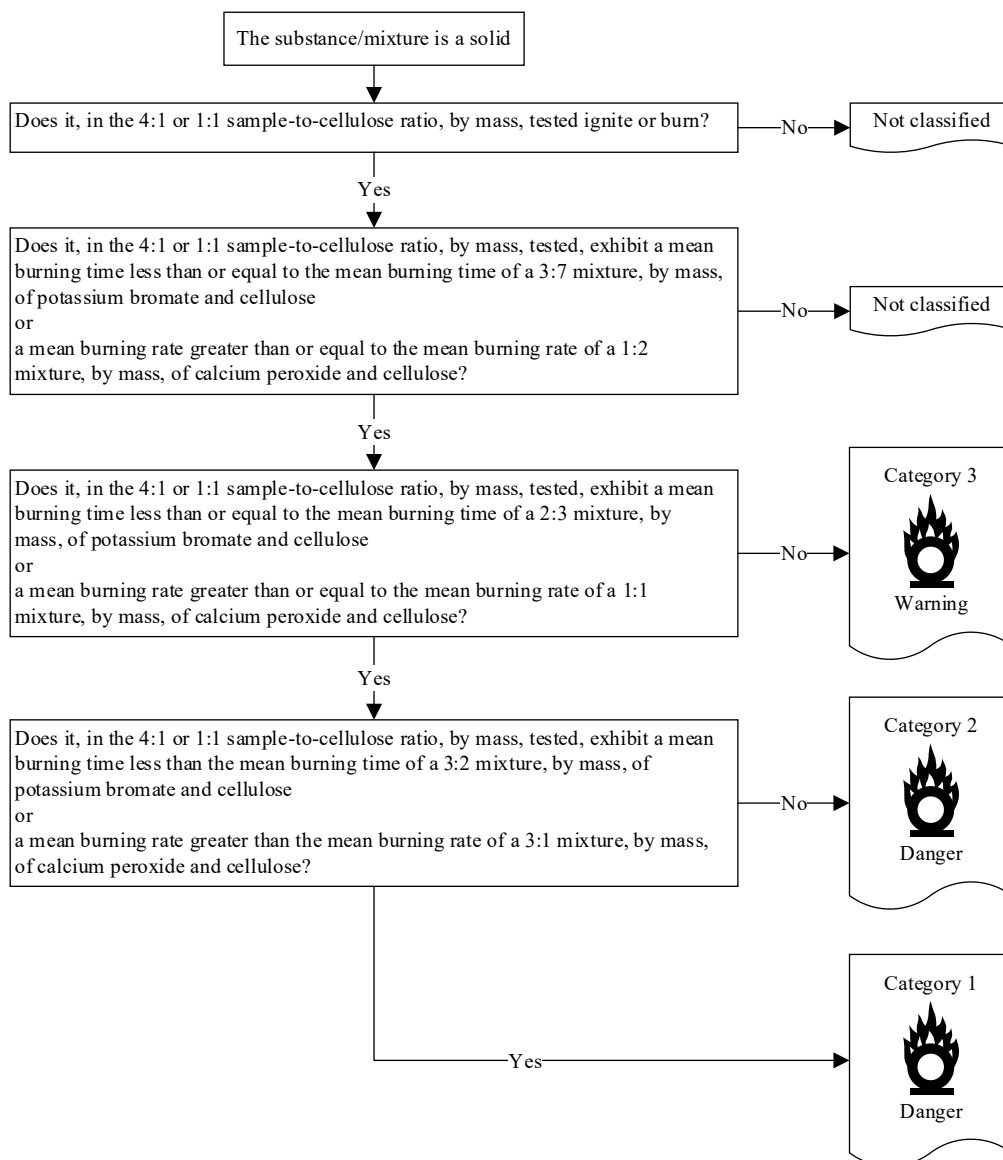 The substance/mixture is a solid
Does it, in the 4:1 or 1:1 sample-to-cellulose ratio, by mass, tested ignite or burn?
No
Not classified
Yes
Does it, in the 4:1 or 1:1 sample-to-cellulose ratio, by mass, tested, exhibit a mean
burning time less than or equal to the mean burning time of a 3:7 mixture, by mass,
of potassium bromate and cellulose
or
a mean burning rate greater than or equal to the mean burning rate of a 1:2
mixture, by mass, of calcium peroxide and cellulose?
No
Not classified
Yes
Does it, in the 4:1 or 1:1 sample-to-cellulose ratio, by mass, tested, exhibit a mean
burning time less than or equal to the mean burning time of a 2:3 mixture, by
mass, of potassium bromate and cellulose
or
a mean burning rate greater than or equal to the mean burning rate of a 1:1
mixture, by mass, of calcium peroxide and cellulose?
No
Category 3
Warning
Yes
Does it, in the 4:1 or 1:1 sample-to-cellulose ratio, by mass, tested, exhibit a mean
burning time less than the mean burning time of a 3:2 mixture, by mass, of
potassium bromate and cellulose
or
a mean burning rate greater than the mean burning rate of a 3:1 mixture, by mass,
of calcium peroxide and cellulose?
No
Category 2
Danger
Yes
Category 1
Danger